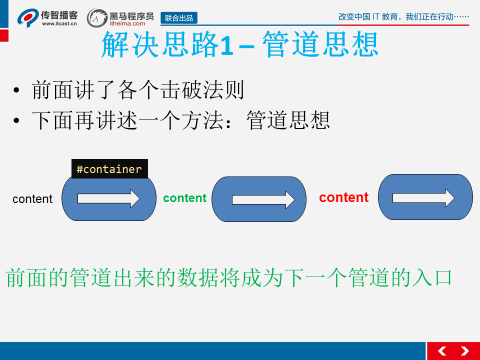 传智播客
www.itcast.cn
黑马程序员
itheima.com
联合出品
改变中国 IT 教育，我们正在行动……
解决思路1 – 管道思想
• 前面讲了各个击破法则
• 下面再讲述一个方法：管道思想
#container
content
content
content
前面的管道出来的数据将成为下一个管道的入口